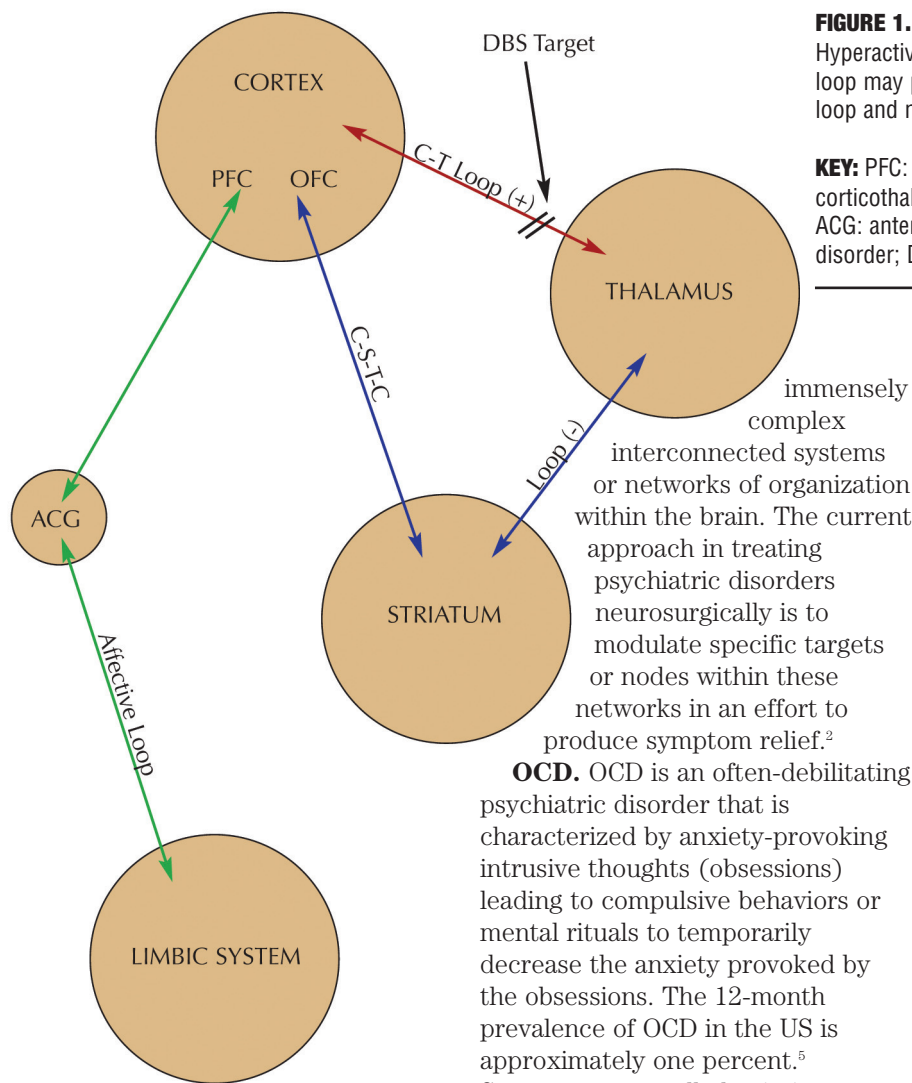 DBS Target
CORTEX
PFC OFC
C-T Loop (+)
THALAMUS
C-S-T-C
Loop (-)
ACG
STRIATUM
Affective Loop
LIMBIC SYSTEM
FIGURE 1.
Hyperactiv
loop may p
loop and r
KEY: PFC:
corticothal
ACG: anter
disorder; D
immensely
complex
interconnected systems
or networks of organization
within the brain. The current
approach in treating
psychiatric disorders
neurosurgically is to
modulate specific targets
or nodes within these
networks in an effort to
produce symptom relief.²
OCD. OCD is an often-debilitating
psychiatric disorder that is
characterized by anxiety-provoking
intrusive thoughts (obsessions)
leading to compulsive behaviors or
mental rituals to temporarily
decrease the anxiety provoked by
the obsessions. The 12-month
prevalence of OCD in the US is
approximately one percent.⁵